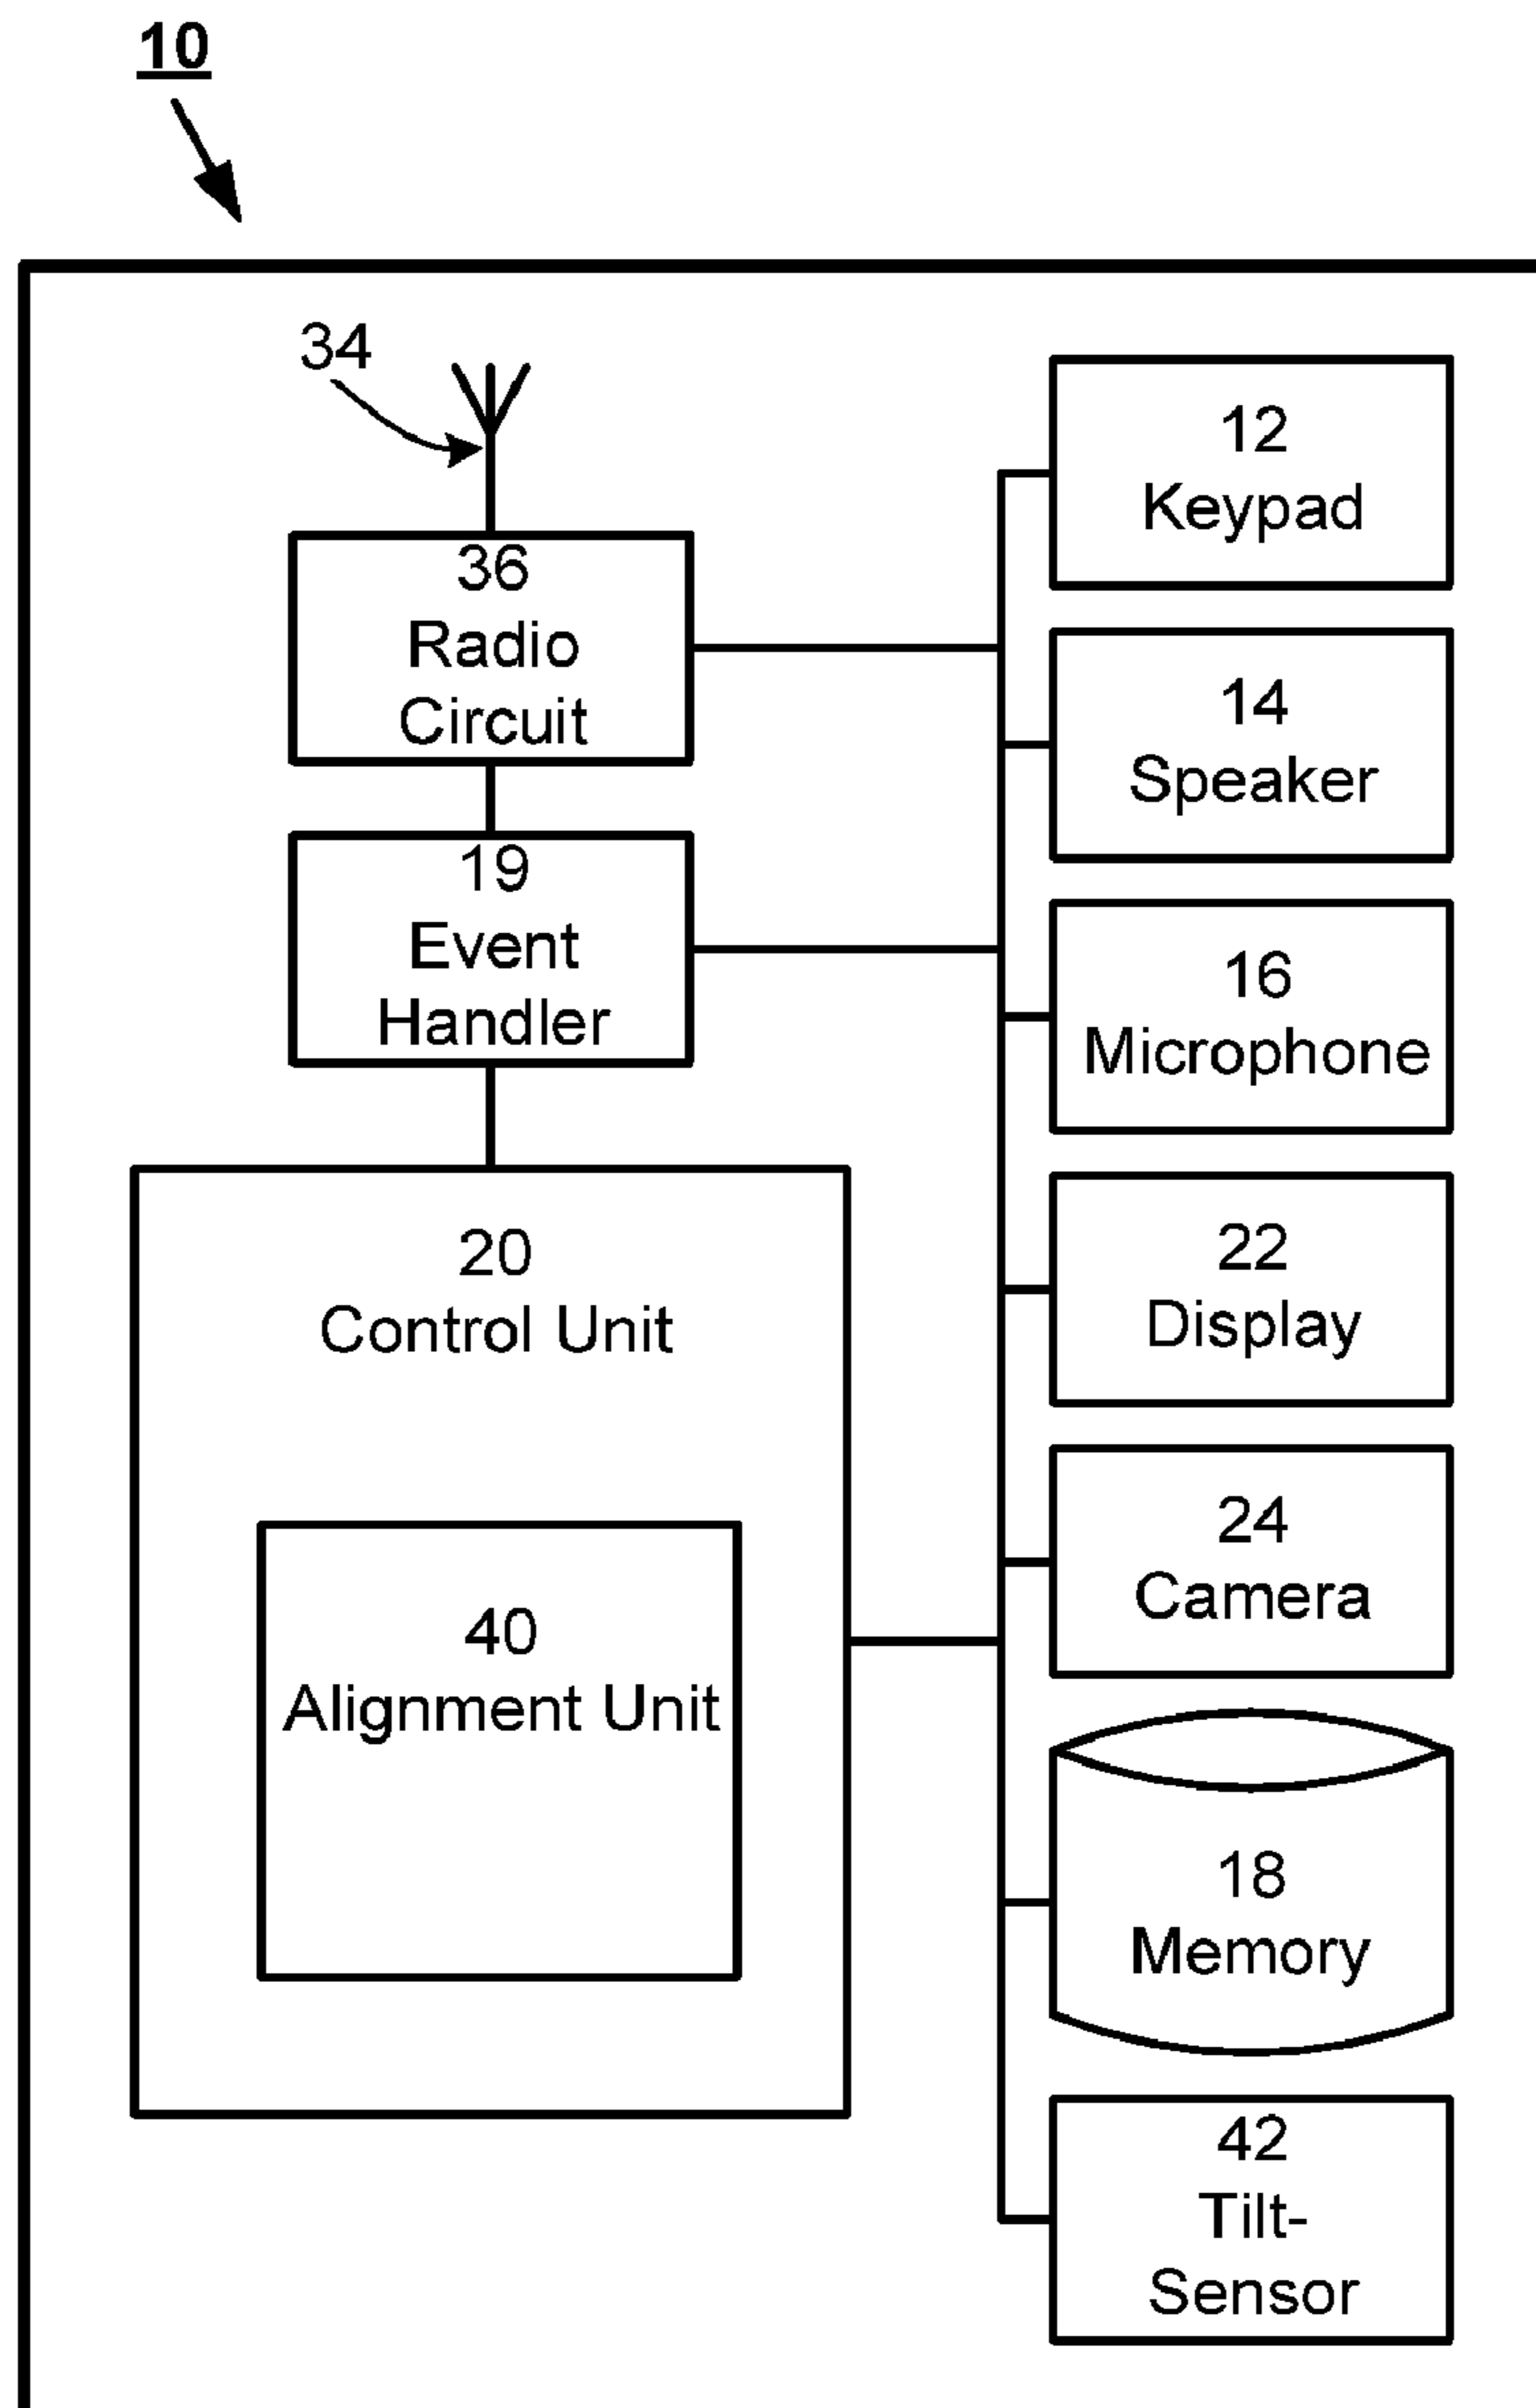 10
34
36
Radio
Circuit
19
Event
Handler
20
Control Unit
40
Alignment Unit
12
Keypad
14
Speaker
16
Microphone
22
Display
24
Camera
18
Memory
42
Tilt-
Sensor